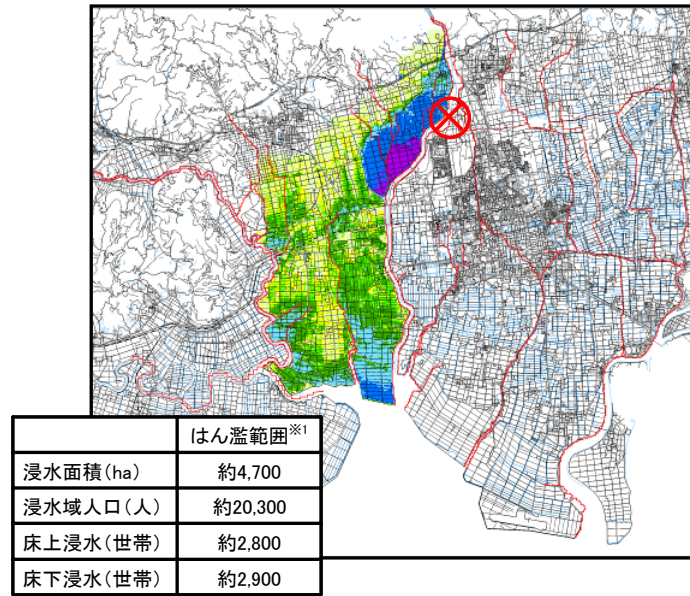 はん濫範囲※1
浸水面積(ha) 約4,700
浸水域人口(人) 約20,300
床上浸水(世帯) 約2,800
床下浸水(世帯) 約2,900